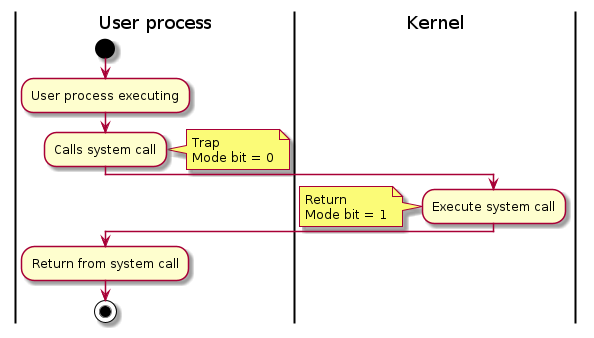 User process
Kernel
User process executing
Calls system call
Trap
Mode bit = 0
Return
Mode bit = 1
Execute system call
Return from system call